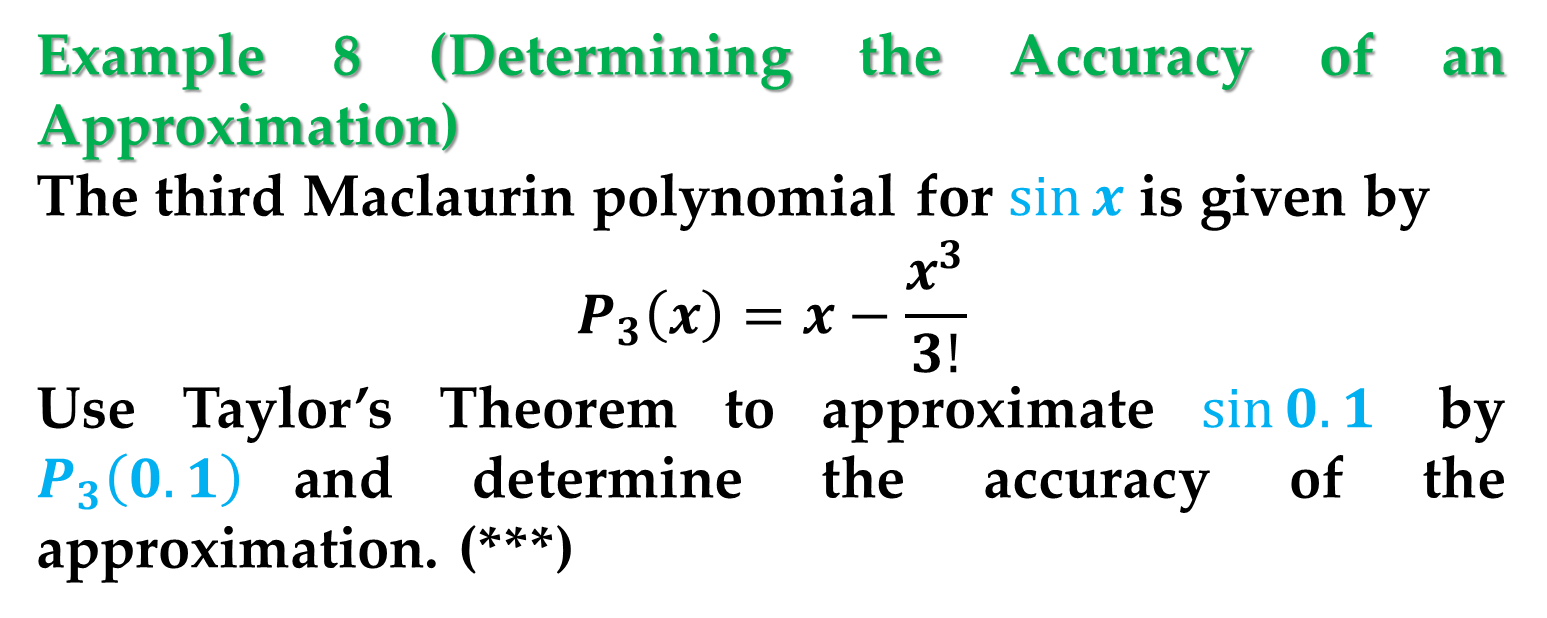 Example 8 (Determining the Accuracy of an
Approximation)
The third Maclaurin polynomial for sin x is given by
P₃(x) = x − x³/3!
Use Taylor’s Theorem to approximate sin 0.1 by
P₃(0.1) and determine the accuracy of the
approximation. (***)